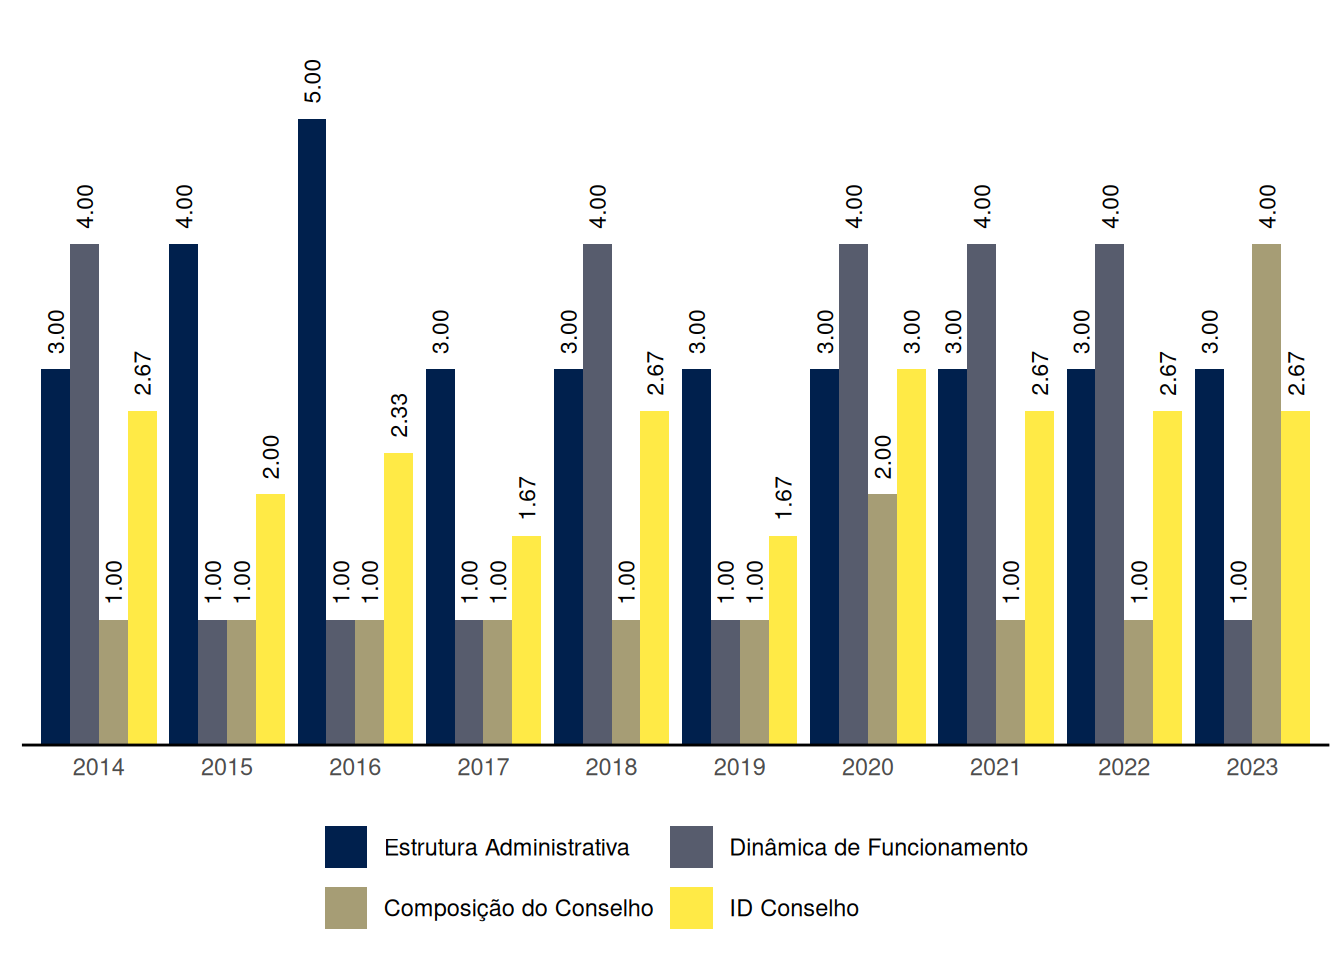 5.00
4.00 4.00 4.00 4.00 4.00 4.00 4.00
3.00 3.00 3.00 3.00 3.00 3.00 3.00 3.00 3.00
2.67 2.67 2.67 2.67 2.67
2.33
2.00 2.00
1.67 1.67
1.00 1.00 1.00 1.00 1.00 1.00 1.00 1.00 1.00 1.00 1.00 1.00 1.00
2014 2015 2016 2017 2018 2019 2020 2021 2022 2023
Estrutura Administrativa Dinâmica de Funcionamento
Composição do Conselho ID Conselho